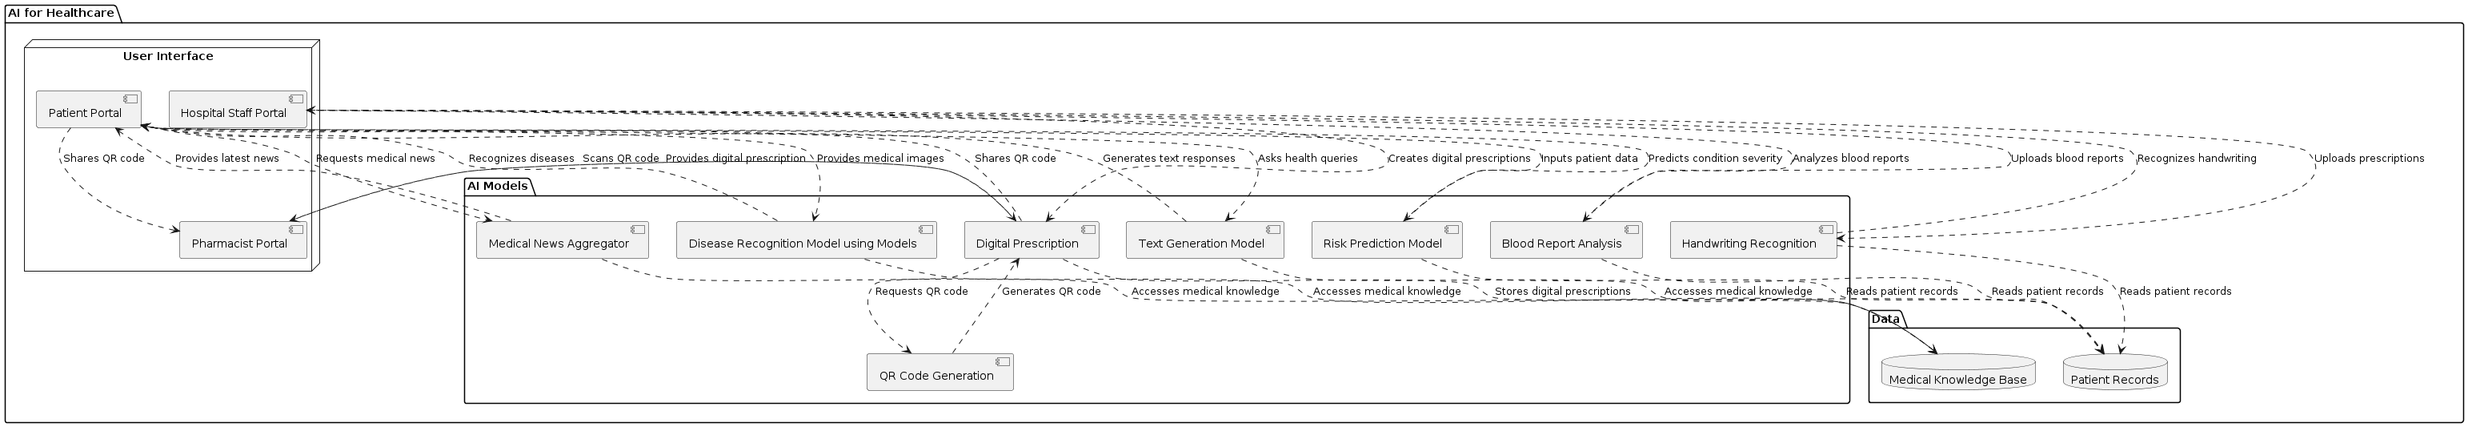 AI for Healthcare
User Interface
Patient Portal
Hospital Staff Portal
Shares QR code
Provides latest news
Requests medical news
Recognizes diseases
Scans QR code
Provides digital prescription
Provides medical images
Shares QR code
Generates text responses
Asks health queries
Creates digital prescriptions
Inputs patient data
Predicts condition severity
Analyzes blood reports
Uploads blood reports
Recognizes handwriting
Uploads prescriptions
AI Models
Pharmacist Portal
Medical News Aggregator
Disease Recognition Model using Models
Digital Prescription
Text Generation Model
Risk Prediction Model
Blood Report Analysis
Handwriting Recognition
Requests QR code
Generates QR code
Accesses medical knowledge
Accesses medical knowledge
Stores digital prescriptions
Accesses medical knowledge
Reads patient records
Reads patient records
Reads patient records
Data
QR Code Generation
Medical Knowledge Base
Patient Records